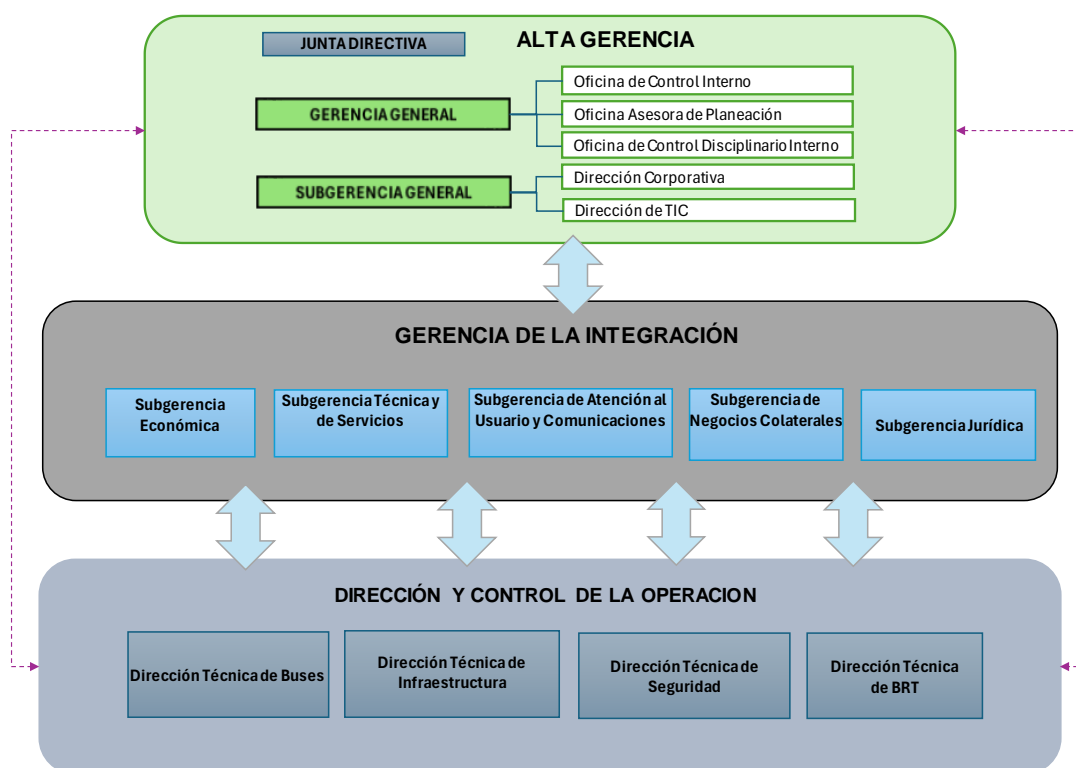 JUNTA DIRECTIVA
ALTA GERENCIA
Oficina de Control Interno
GERENCIA GENERAL
Oficina Asesora de Planeación
Oficina de Control Disciplinario Interno
Dirección Corporativa
SUBGERENCIA GENERAL
Dirección de TIC
GERENCIA DE LA INTEGRACIÓN
Subgerencia
Económica
Subgerencia Técnica y
de Servicios
Subgerencia de Atención al
Usuario y Comunicaciones
Subgerencia de
Negocios Colaterales
Subgerencia Jurídica
DIRECCIÓN Y CONTROL DE LA OPERACION
Dirección Técnica de Buses
Dirección Técnica de
Infraestructura
Dirección Técnica de
Seguridad
Dirección Técnica
de BRT